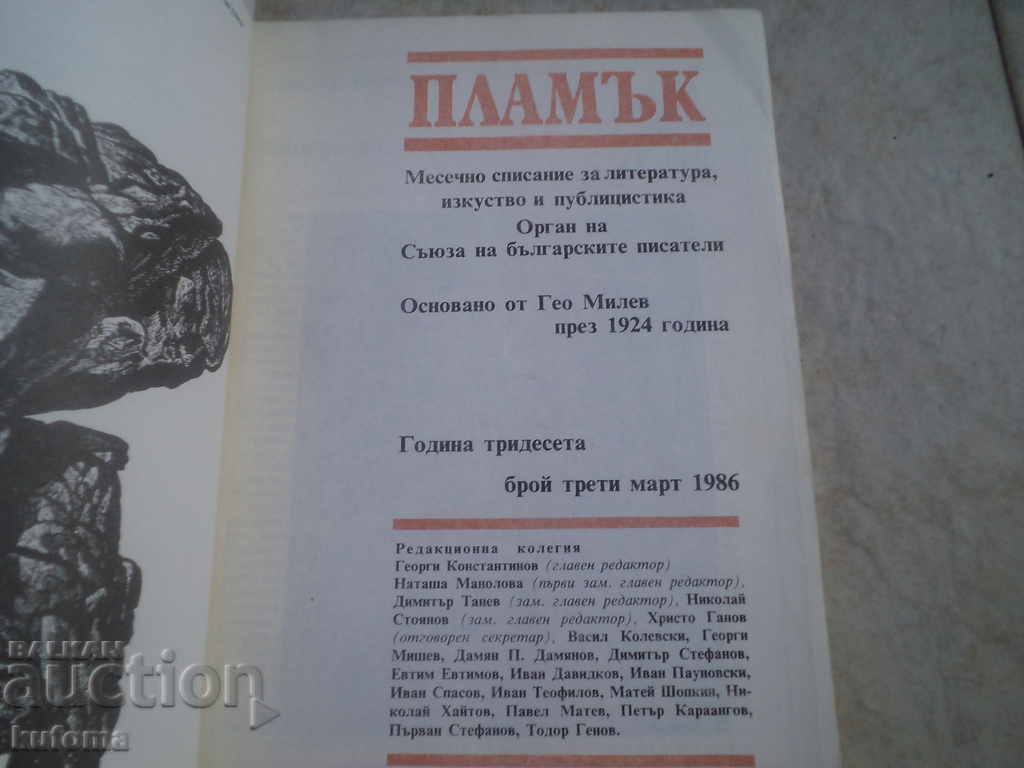 ПЛАМЪК
Месечно списание за литература,
изкуство и публицистика
Орган на
Съюза на българските писатели
Основано от Гео Милев
през 1924 година
Година тридесета
брой трети март 1986
Редакционна колегия
Георги Константинов (главен редактор)
Наташа Манолова (първи зам. главен редактор),
Димитър Танев (зам. главен редактор), Николай
Стоянов (зам. главен редактор), Христо Ганов
(отговорен секретар), Васил Колевски, Георги
Мишев, Дамян П. Дамянов, Димитър Стефанов,
Евтим Евтимов, Иван Давидков, Иван Пауновски,
Иван Спасов, Иван Теофилов, Матей Шопкин, Ни-
колай Хайтов, Павел Матев, Петър Караангов,
Първан Стефанов, Тодор Генов.
BALKAN
auction
kufoma